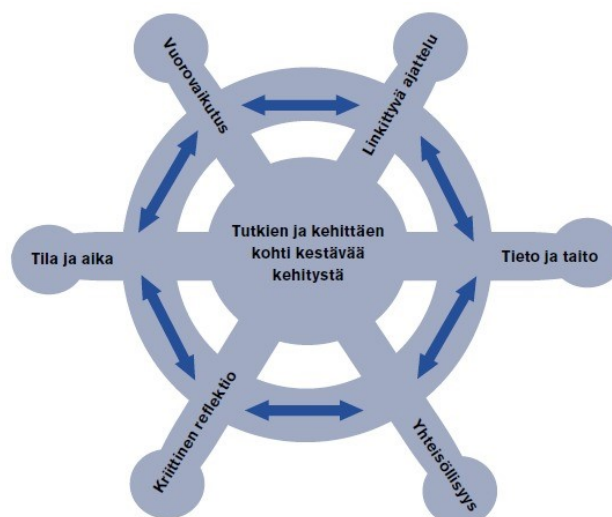 Vuorovaikutus
Linkittyvä ajattelu
Tutkien ja kehittäen
kohti kestävää
kehitystä
Tila ja aika
Tieto ja taito
Kriittinen reflektio
Yhteisöllisyys